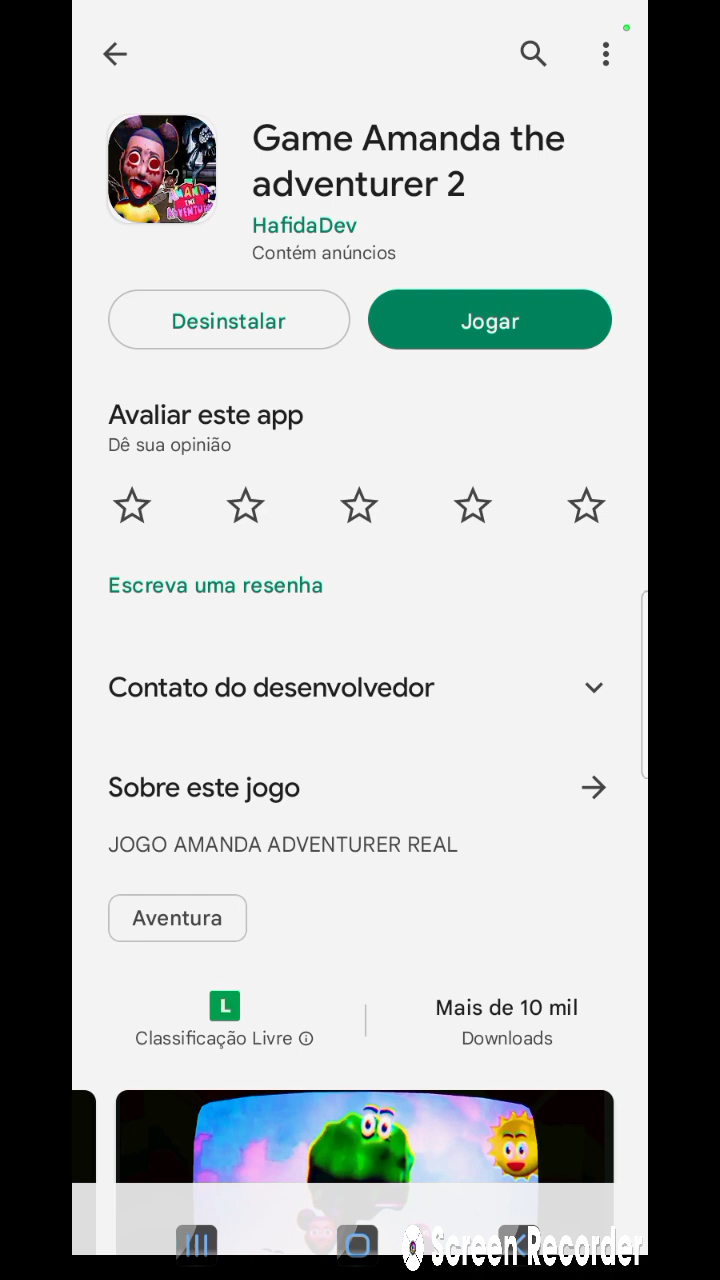 Game Amanda the
adventurer 2
HafidaDev
Contém anúncios
Desinstalar
Jogar
Avaliar este app
Dê sua opinião
Escreva uma resenha
Contato do desenvolvedor
Sobre este jogo
JOGO AMANDA ADVENTURER REAL
Aventura
L
Classificação Livre
Mais de 10 mil
Downloads
Screen Recorder